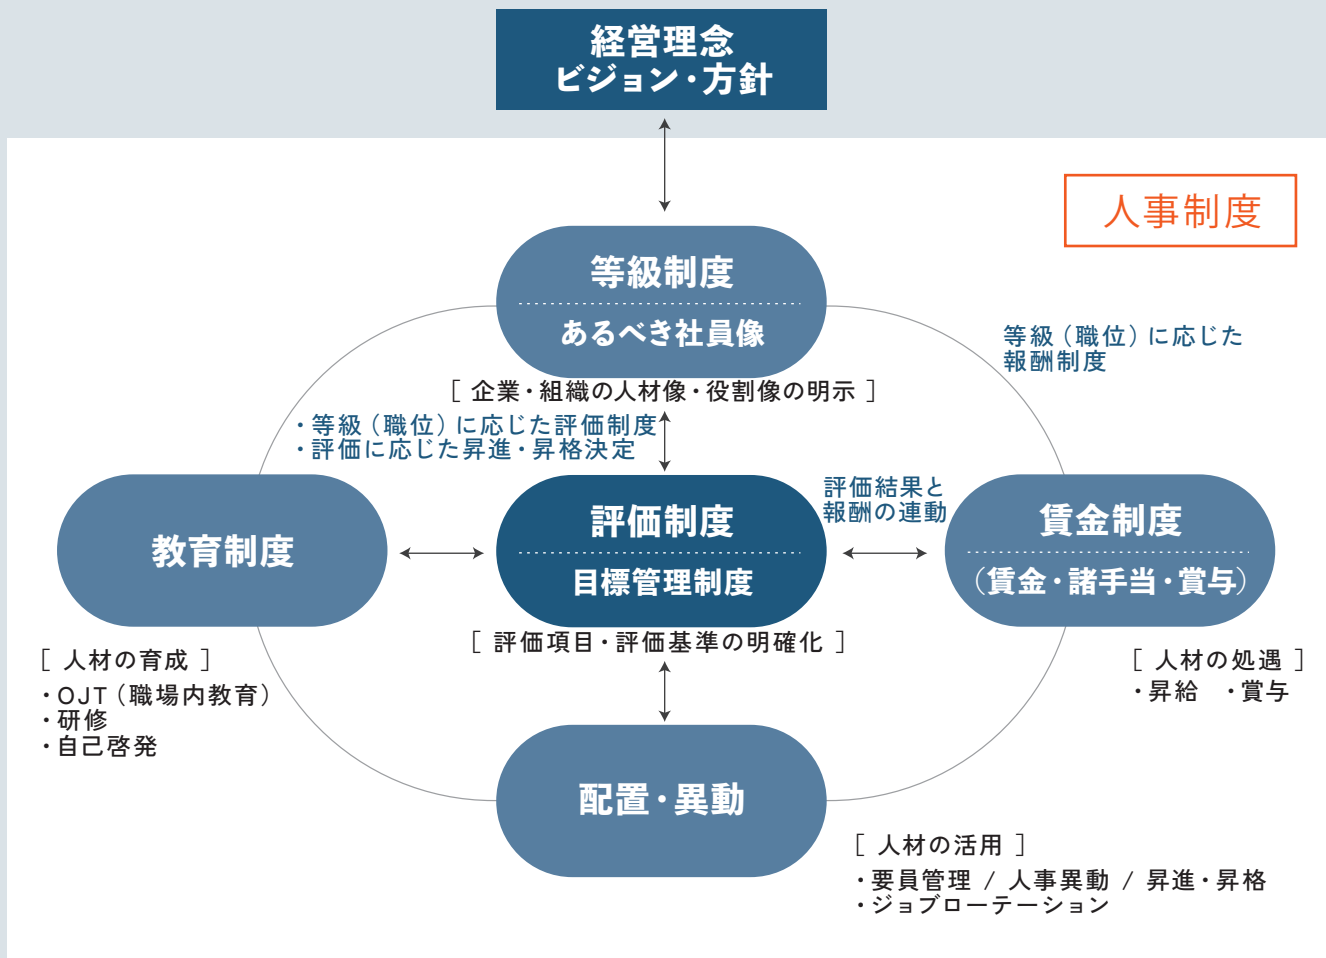 経営理念
ビジョン・方針
人事制度
等級制度
あるべき社員像
[ 企業・組織の人材像・役割像の明示 ]
等級（職位）に応じた
報酬制度
・等級（職位）に応じた評価制度
・評価に応じた昇進・昇格決定
教育制度
評価制度
目標管理制度
評価結果と
報酬の連動
賃金制度
（賃金・諸手当・賞与）
[ 評価項目・評価基準の明確化 ]
[ 人材の育成 ]
・OJT（職場内教育）
・研修
・自己啓発
[ 人材の処遇 ]
・昇給　・賞与
配置・異動
[ 人材の活用 ]
・要員管理 / 人事異動 / 昇進・昇格
・ジョブローテーション